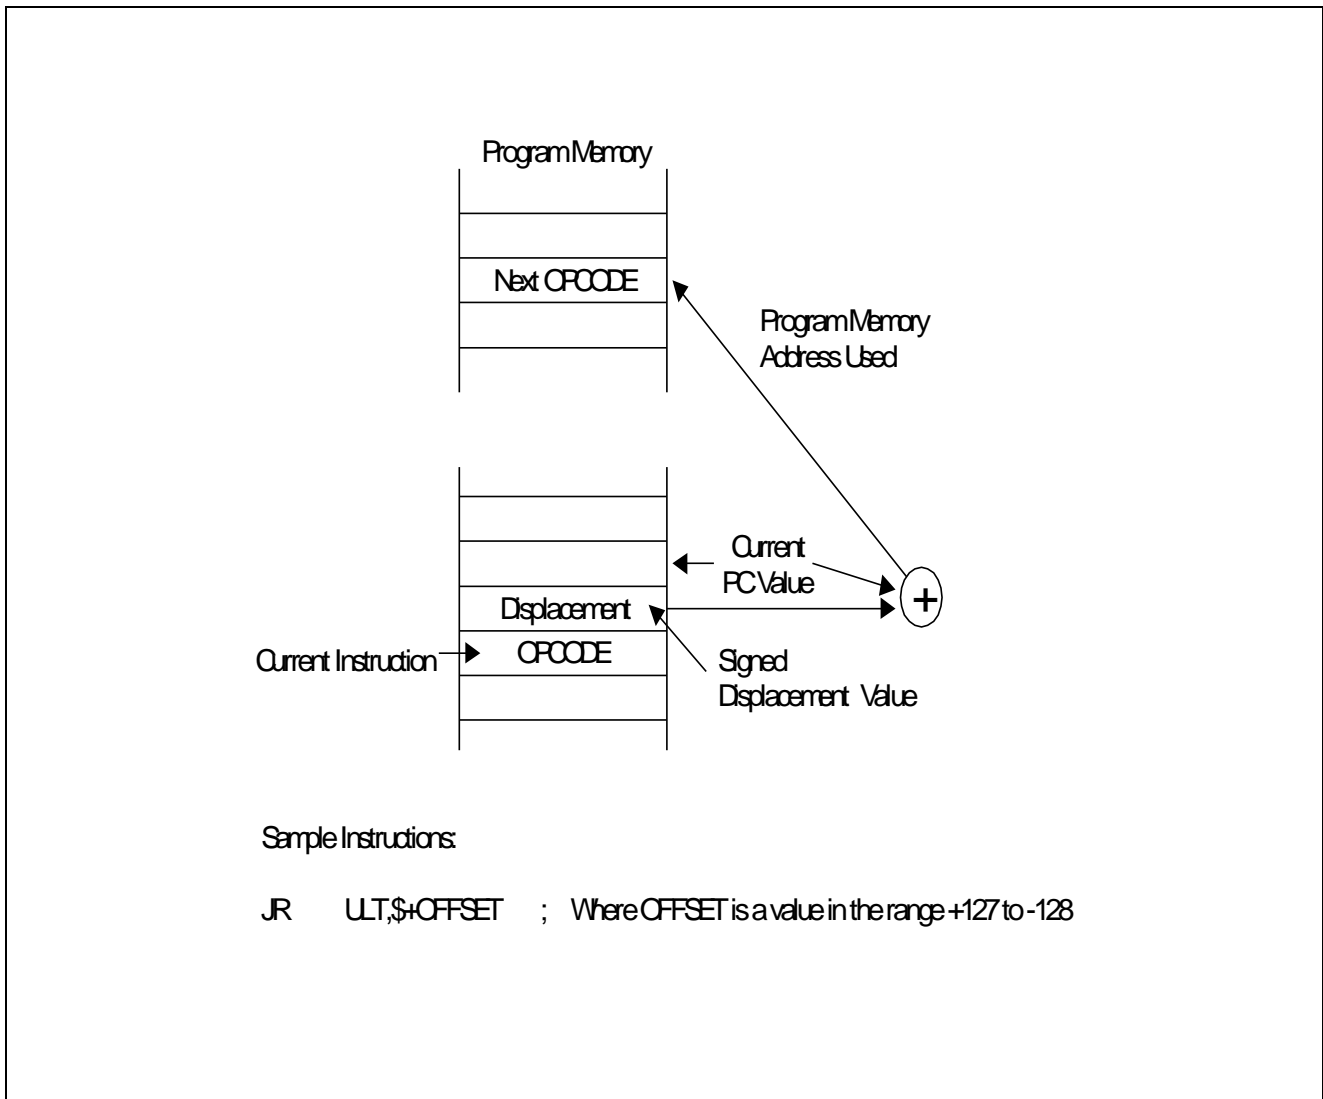 Program Memory
Next OPCODE
Program Memory
Address Used
Current
PC Value
Displacement
+
OPCODE
Current Instruction
Signed
Displacement Value
Sample Instructions:
JR ULT,$+OFFSET ; Where OFFSET is a value in the range +127 to -128